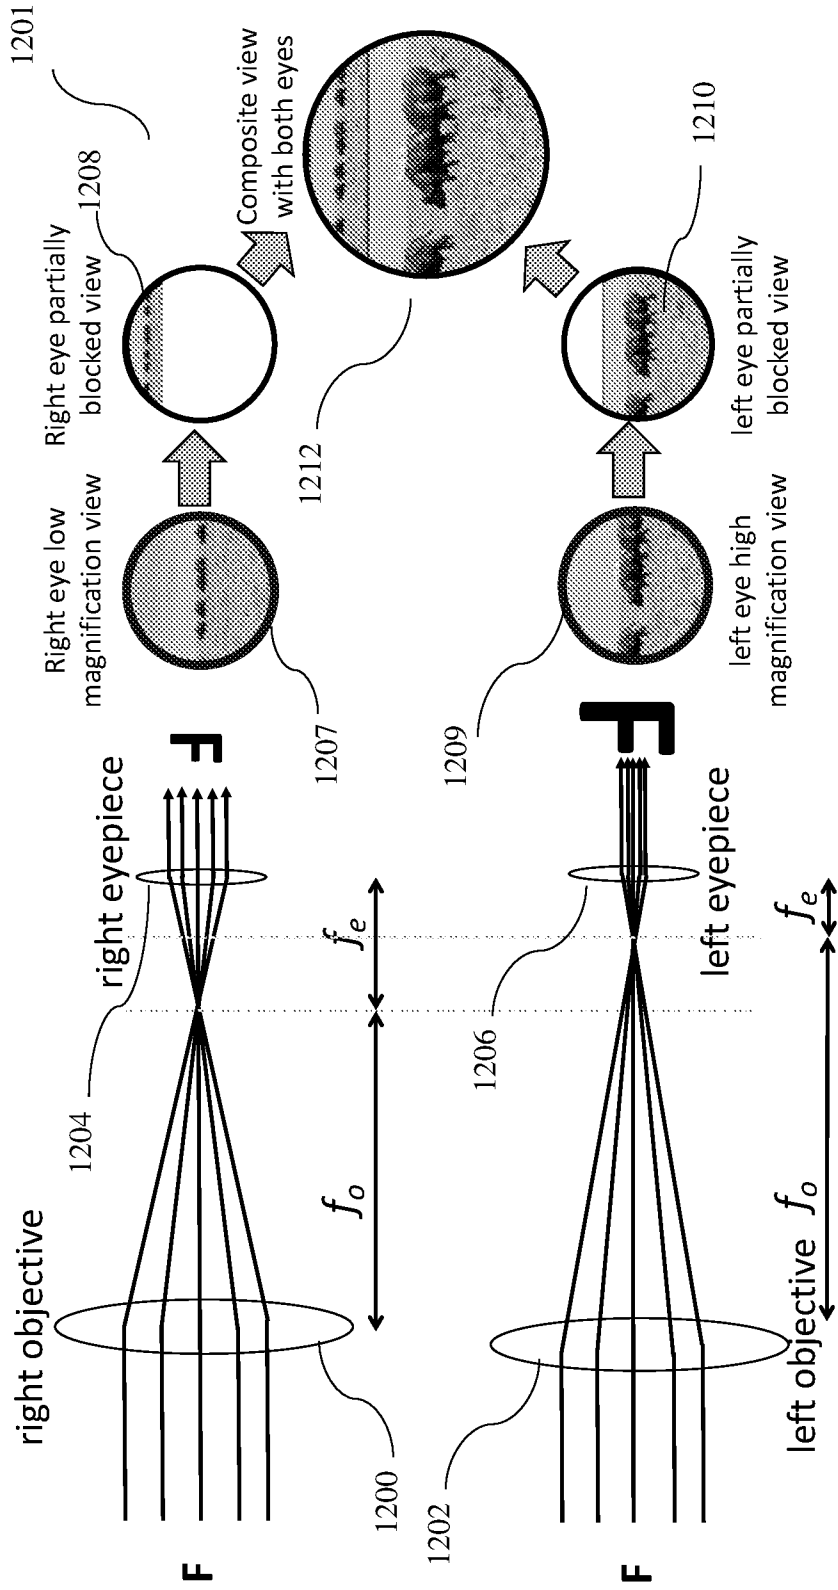 1201
right objective
1200
F
f_o
1204
right eyepiece
f_e
F
1207
Right eye low
magnification view
Right eye partially
blocked view
1208
Composite view
with both eyes
1212
F
1202
left objective
f_o
1206
left eyepiece
f_e
F
1209
left eye high
magnification view
left eye partially
blocked view
1210